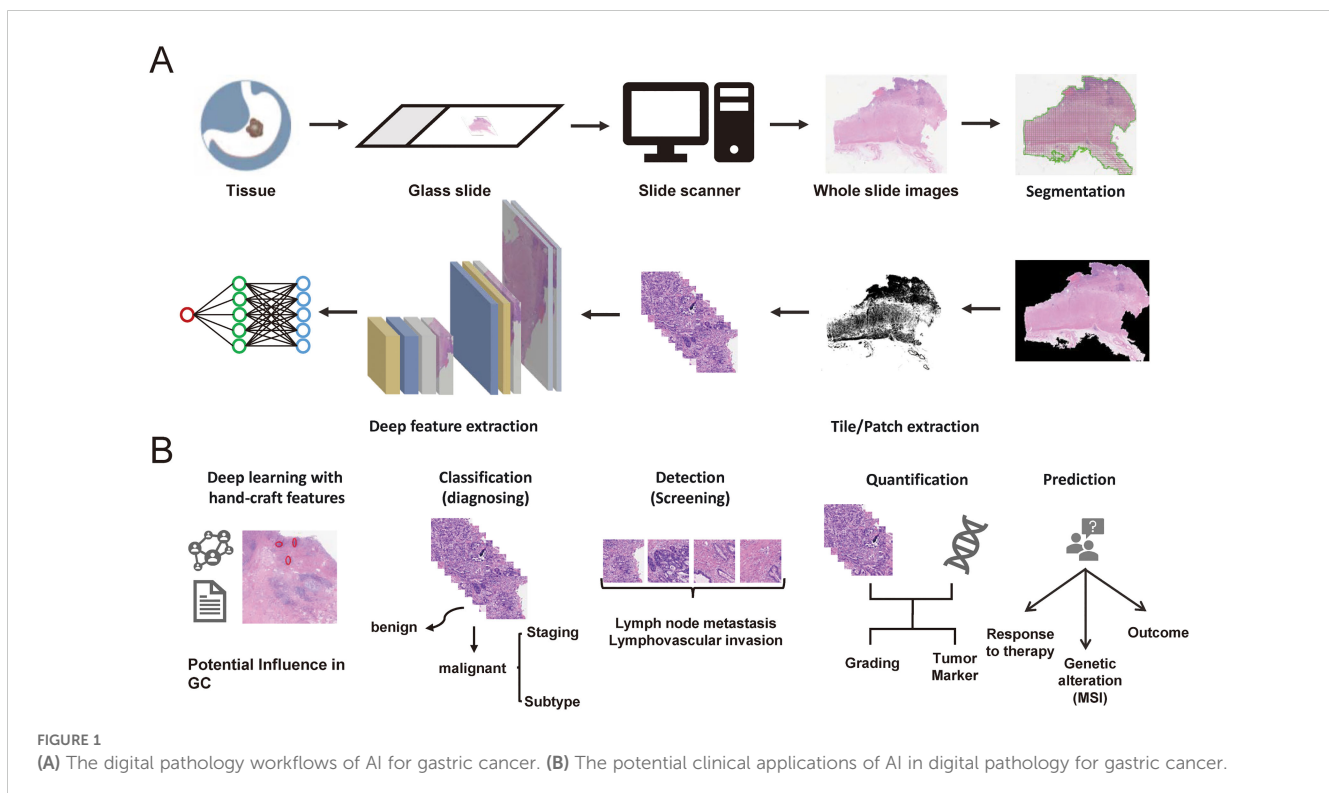 A
Tissue
Glass slide
Slide scanner
Whole slide images
Segmentation
Deep feature extraction
Tile/Patch extraction
B
Deep learning with
hand-craft features
Potential Influence in
GC
Classification
(diagnosing)
benign
malignant
Staging
Subtype
Detection
(Screening)
Lymph node metastasis
Lymphovascular invasion
Quantification
Grading
Tumor
Marker
Prediction
?
Response
to therapy
Genetic
alteration
(MSI)
Outcome
FIGURE 1
(A) The digital pathology workflows of AI for gastric cancer. (B) The potential clinical applications of AI in digital pathology for gastric cancer.